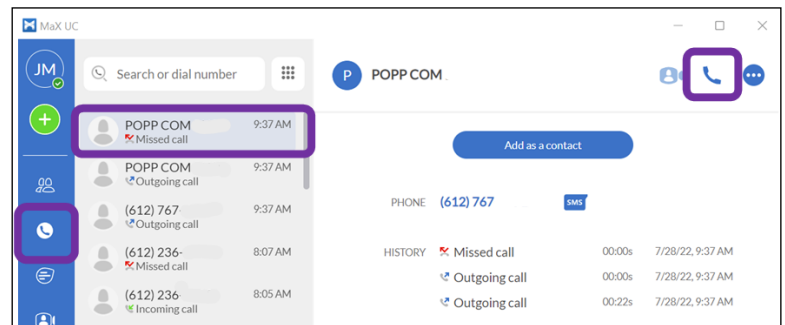 MaX UC
JM
Search or dial number
POPP COM 9:37 AM
Missed call
POPP COM 9:37 AM
Outgoing call
(612) 767 9:37 AM
Outgoing call
(612) 236- 8:07 AM
Missed call
(612) 236 8:05 AM
Incoming call
P POPP COM
Add as a contact
PHONE (612) 767 SMS
HISTORY Missed call 00:00s 7/28/22, 9:37 AM
Outgoing call 00:00s 7/28/22, 9:37 AM
Outgoing call 00:22s 7/28/22, 9:37 AM